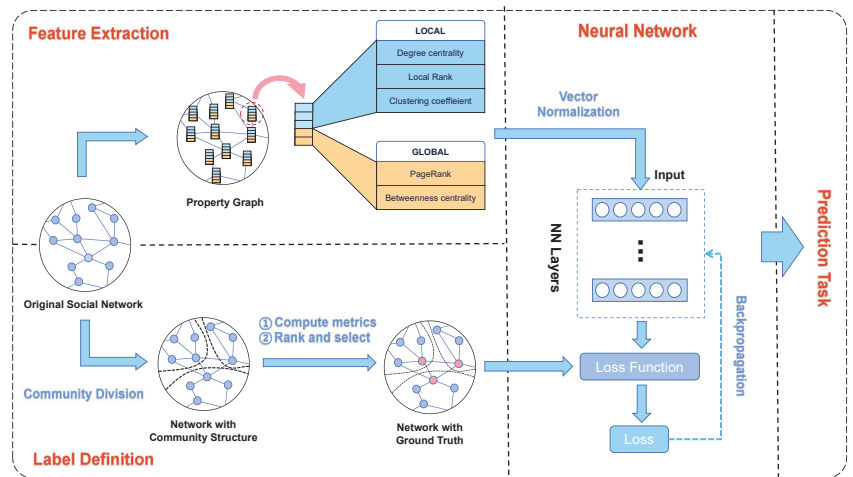 Feature Extraction
LOCAL
Degree centrality
Local Rank
Clustering coeffieient
GLOBAL
PageRank
Betweenness centrality
Property Graph
Original Social Network
Community Division
Network with
Community Structure
① Compute metrics
② Rank and select
Network with
Ground Truth
Label Definition
Neural Network
Vector
Normalization
Input
NN Layers
Loss Function
Loss
Backpropagation
Prediction Task